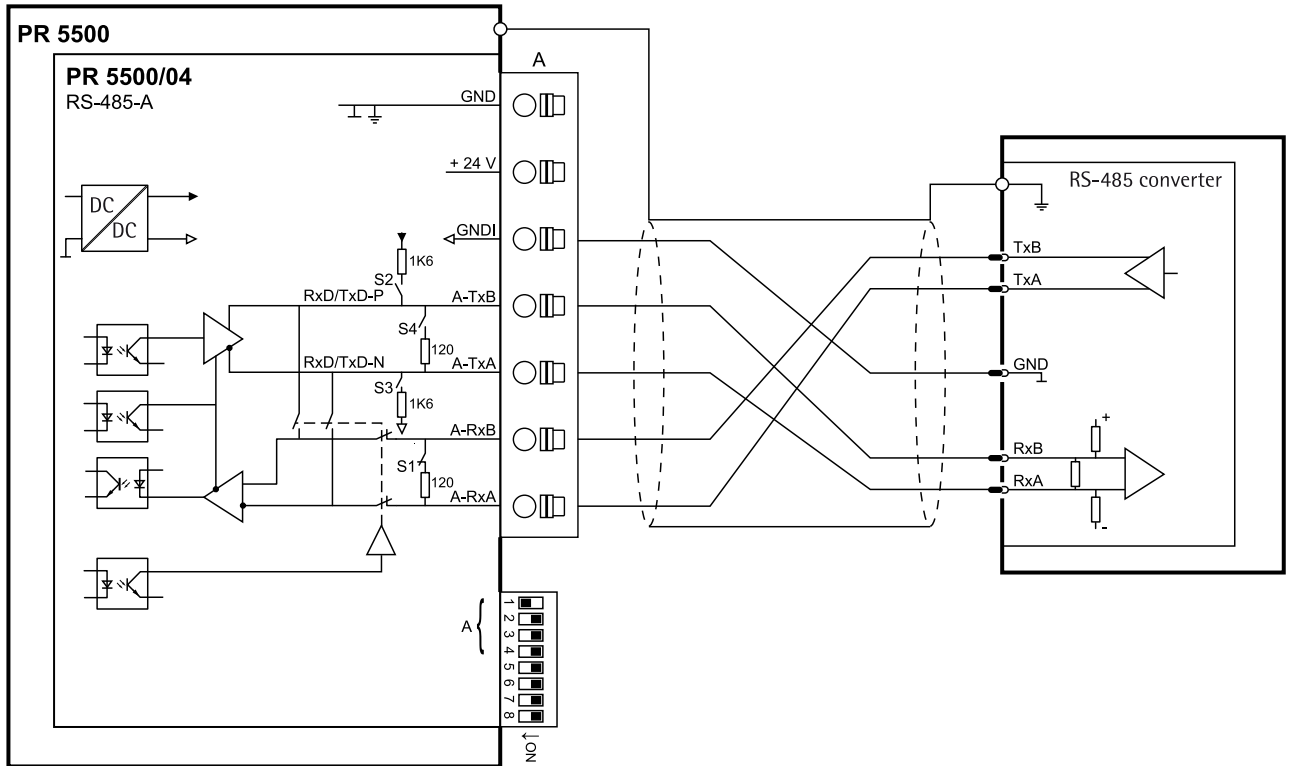 PR 5500
PR 5500/04
RS-485-A
A
GND
+ 24 V
GNDI
DC
DC
1K6
S2
RxD/TxD-P
A-TxB
S4
120
RxD/TxD-N
A-TxA
S3
1K6
A-RxB
S1
120
A-RxA
A {
1
2
3
4
5
6
7
8
←ON
RS-485 converter
TxB
TxA
GND
RxB
+
RxA
-